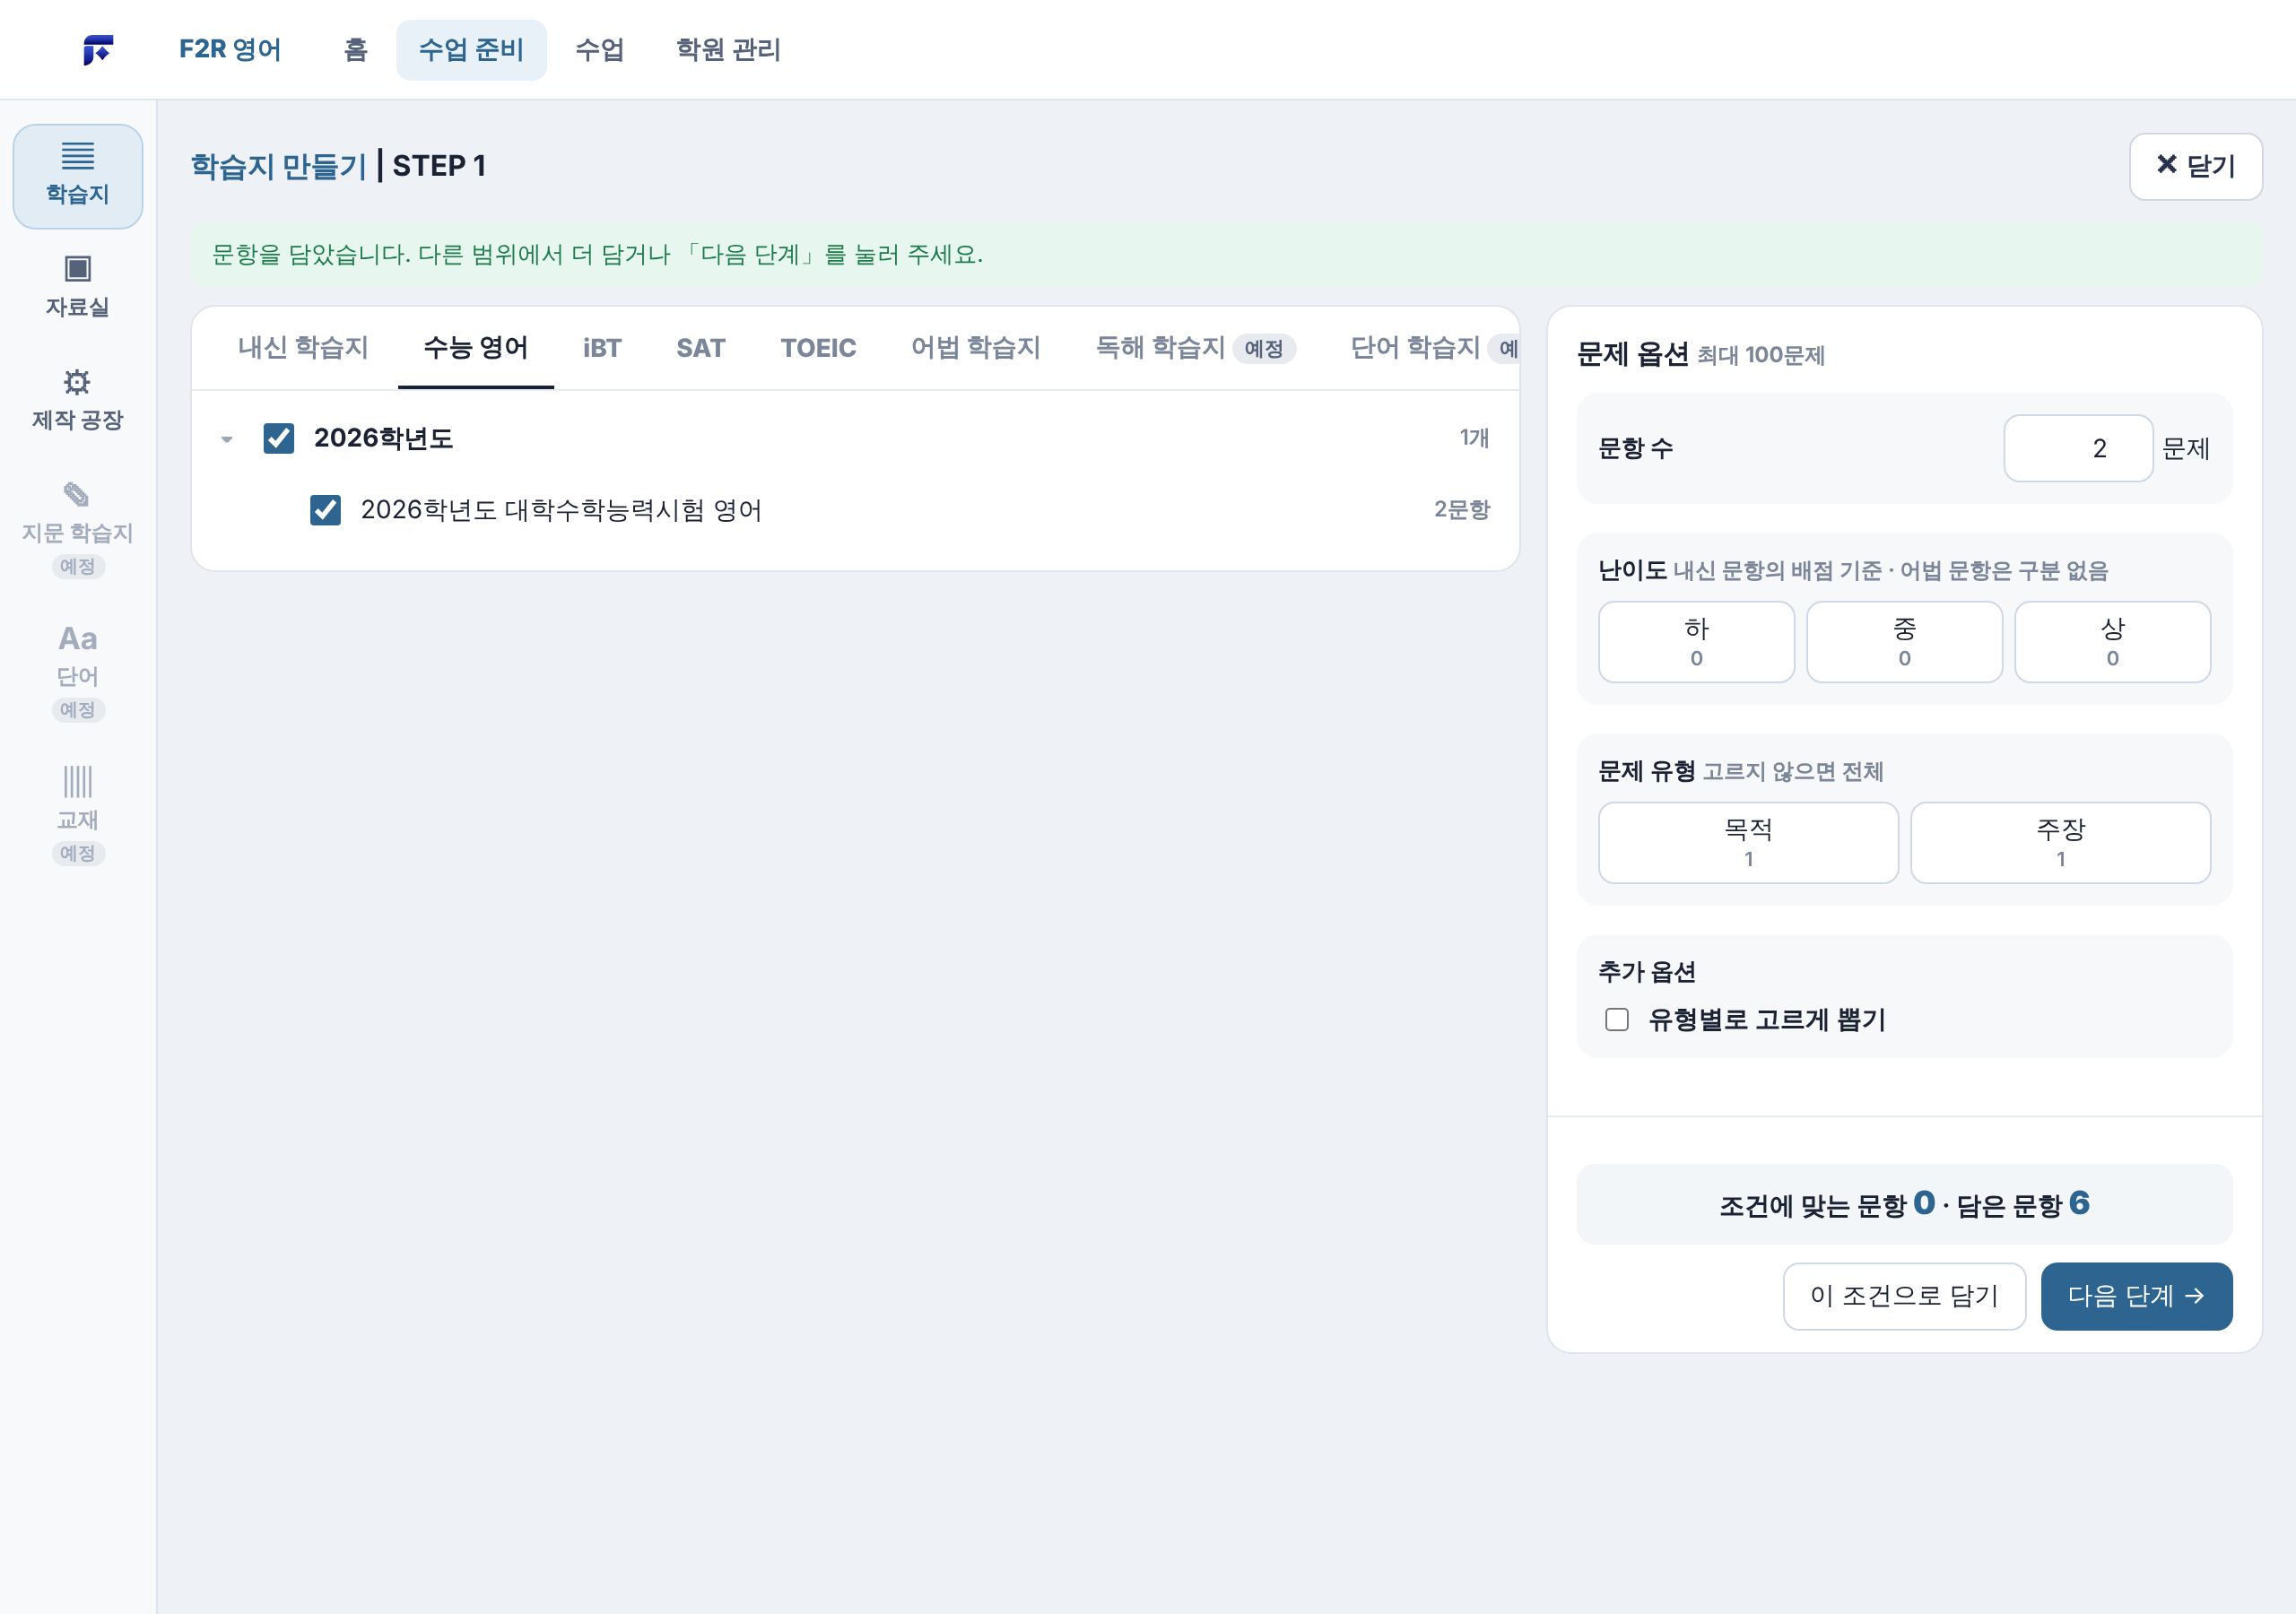 F2R 영어 홈 수업 준비 수업 학원 관리
학습지
자료실
제작 공장
지문 학습지
예정
Aa
단어
예정
교재
예정
학습지 만들기 | STEP 1
✕ 닫기
문항을 담았습니다. 다른 범위에서 더 담거나 「다음 단계」를 눌러 주세요.
내신 학습지 수능 영어 iBT SAT TOEIC 어법 학습지 독해 학습지 예정 단어 학습지 예
2026학년도 1개
2026학년도 대학수학능력시험 영어 2문항
문제 옵션 최대 100문제
문항 수 2 문제
난이도 내신 문항의 배점 기준 · 어법 문항은 구분 없음
하 중 상
0 0 0
문제 유형 고르지 않으면 전체
목적 주장
1 1
추가 옵션
유형별로 고르게 뽑기
조건에 맞는 문항 0 · 담은 문항 6
이 조건으로 담기 다음 단계 →